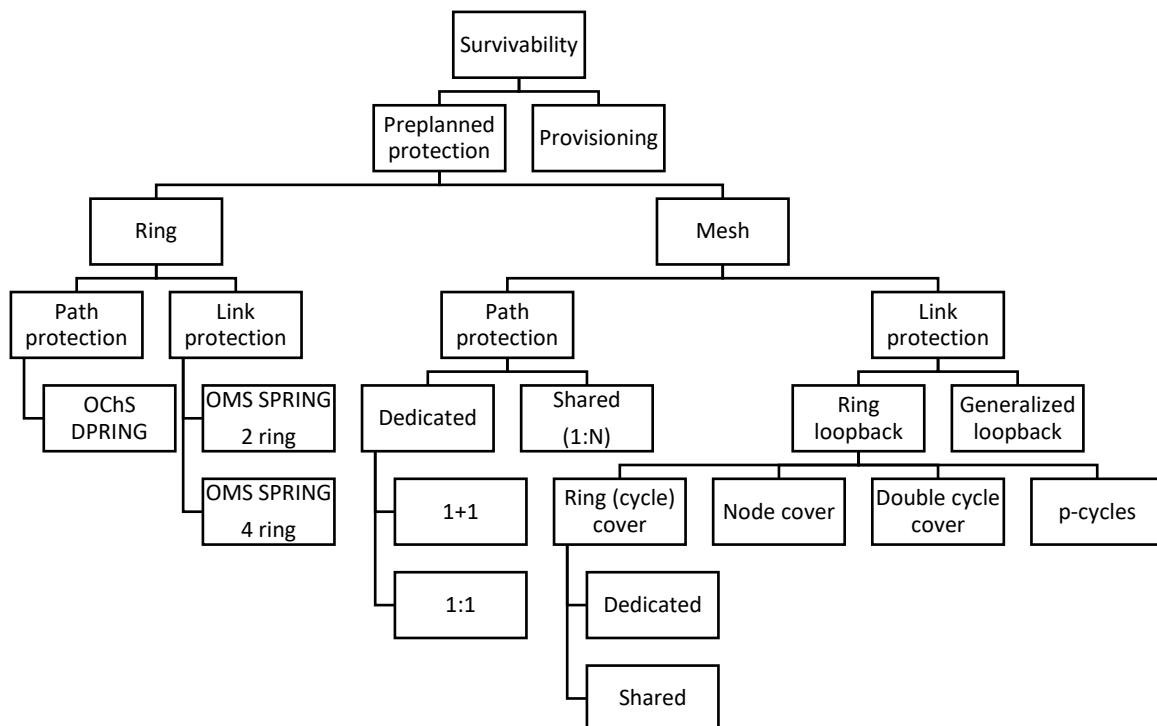 Survivability
Preplanned
protection
Provisioning
Ring
Mesh
Path
protection
Link
protection
Path
protection
Link
protection
OChS
DPRING
OMS SPRING
2 ring
Dedicated
Shared
(1:N)
Ring
loopback
Generalized
loopback
OMS SPRING
4 ring
1+1
Ring (cycle)
cover
Node cover
Double cycle
cover
p-cycles
1:1
Dedicated
Shared